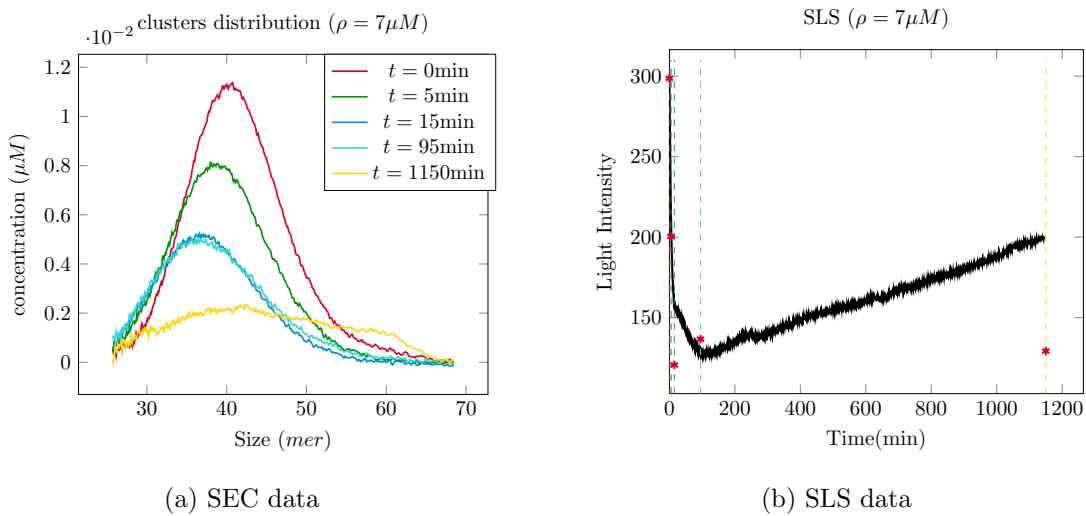 clusters distribution (ρ = 7μM)
·10⁻²
1.2
1
0.8
0.6
0.4
0.2
0
30
40
50
60
70
concentration (μM)
Size (mer)
t = 0min
t = 5min
t = 15min
t = 95min
t = 1150min
(a) SEC data
SLS (ρ = 7μM)
300
250
200
150
0
200
400
600
800
1000
1200
Light Intensity
Time(min)
(b) SLS data